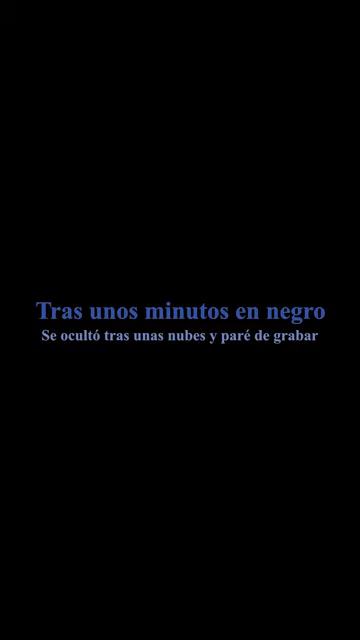 Tras unos minutos en negro
Se ocultó tras unas nubes y paré de grabar